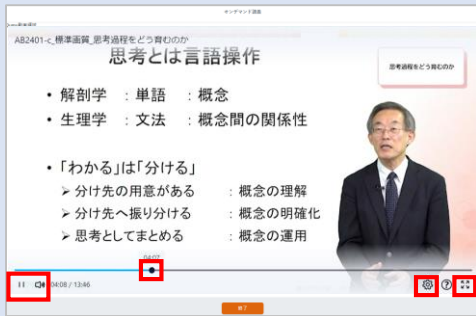 オンデマンド講座
AB2401-c_標準画質_思考過程をどう育むのか
思考とは言語操作
思考過程をどう育むのか
• 解剖学 : 単語 : 概念
• 生理学 : 文法 : 概念間の関係性
• 「わかる」は「分ける」
➢ 分け先の用意がある : 概念の理解
➢ 分け先へ振り分ける : 概念の明確化
➢ 思考としてまとめる : 概念の運用
04:07
04:08 / 13:46
終了